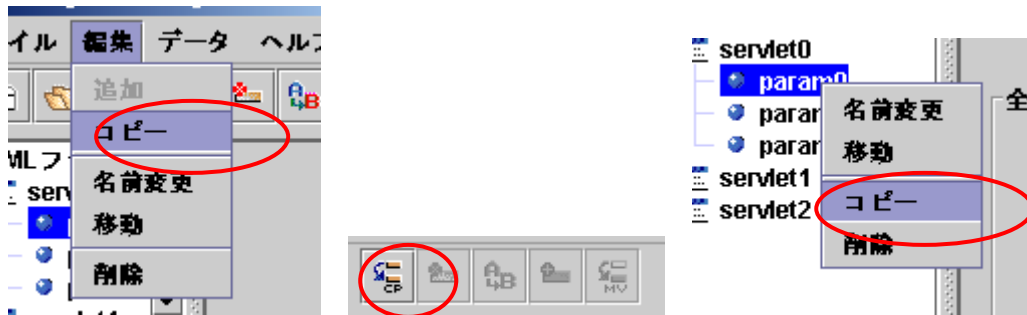 イル 編集 データ ヘル
追加
コピー
名前変更
移動
削除
MLフ
serv
CP
A
B
MV
servlet0
param0
param
param
servlet1
servlet2
名前変更
移動
コピー
削除
全